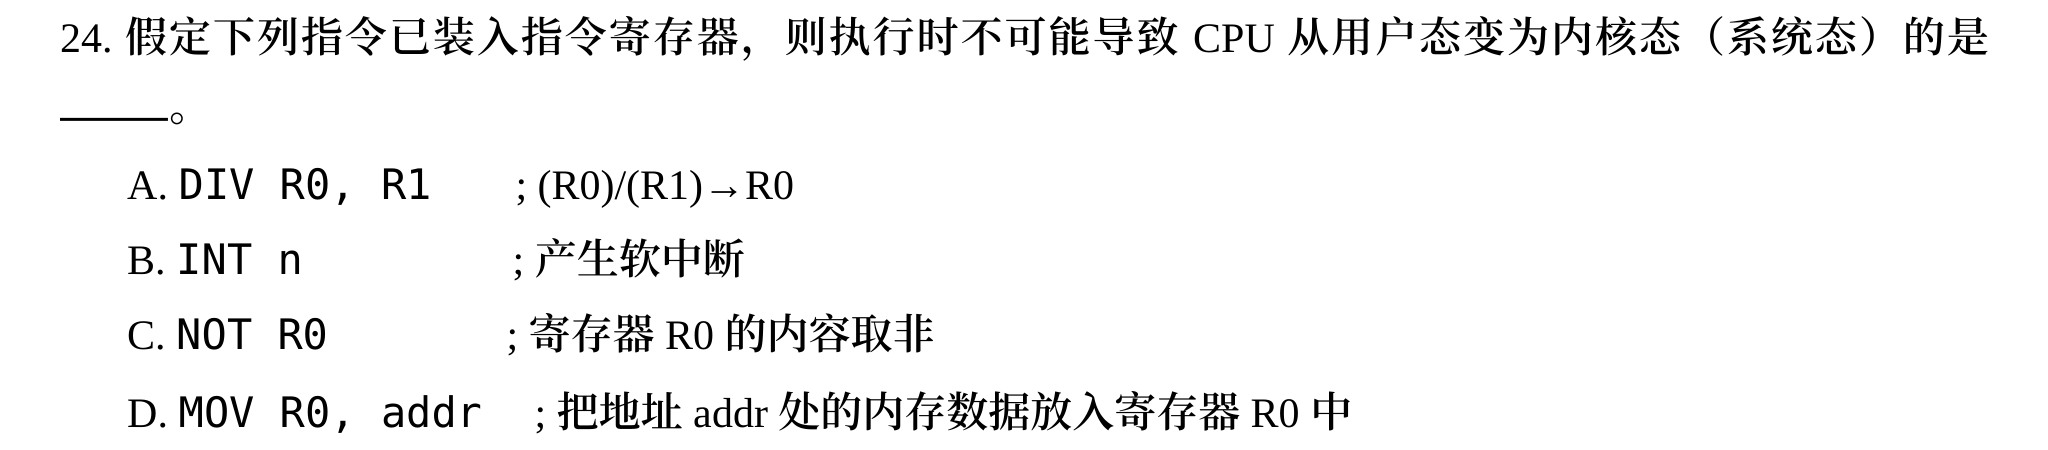 24. 假定下列指令已装入指令寄存器，则执行时不可能导致 CPU 从用户态变为内核态（系统态）的是
_____。
A. DIV R0, R1 ; (R0)/(R1)→R0
B. INT n ; 产生软中断
C. NOT R0 ; 寄存器 R0 的内容取非
D. MOV R0, addr ; 把地址 addr 处的内存数据放入寄存器 R0 中